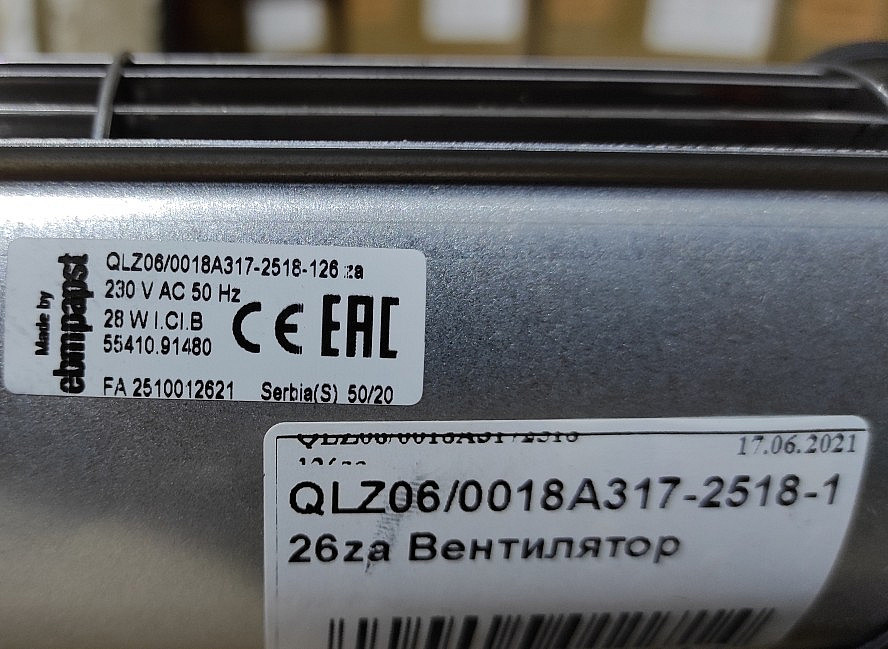 Made by
ebmpapst
QLZ06/0018A317-2518-126 za
230 V AC 50 Hz
28 W I.Cl.B
55410.91480
CE EAC
FA 2510012621 Serbia(S) 50/20
17.06.2021
QLZ06/0018A317-2518-1
26za Вентилятор